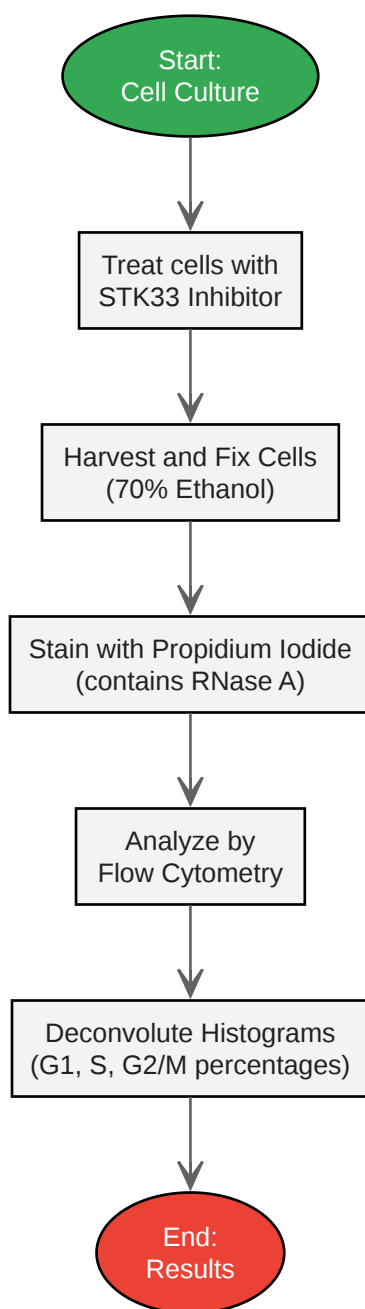 Start:
Cell Culture
Treat cells with
STK33 Inhibitor
Harvest and Fix Cells
(70% Ethanol)
Stain with Propidium Iodide
(contains RNase A)
Analyze by
Flow Cytometry
Deconvolute Histograms
(G1, S, G2/M percentages)
End:
Results